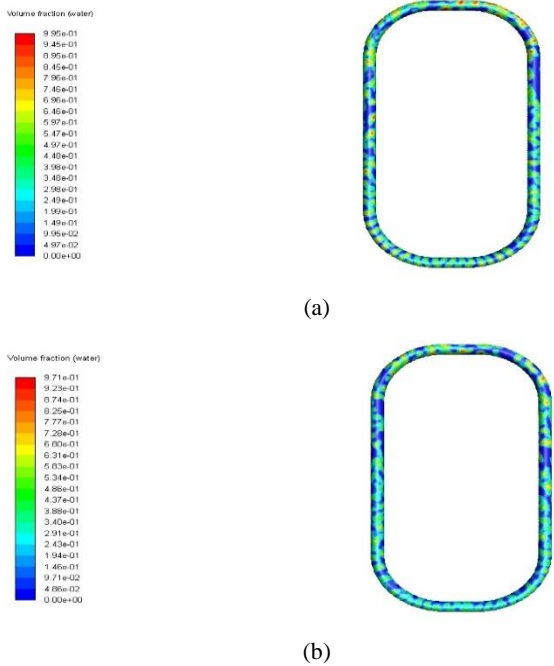 Volume fraction (water)
9.95e-01
9.45e-01
8.95e-01
8.45e-01
7.96e-01
7.46e-01
6.96e-01
6.46e-01
5.97e-01
5.47e-01
4.97e-01
4.48e-01
3.98e-01
3.48e-01
2.98e-01
2.49e-01
1.99e-01
1.49e-01
9.95e-02
4.97e-02
0.00e+00
(a)
Volume fraction (water)
9.71e-01
9.23e-01
8.74e-01
8.25e-01
7.77e-01
7.28e-01
6.80e-01
6.31e-01
5.83e-01
5.34e-01
4.86e-01
4.37e-01
3.88e-01
3.40e-01
2.91e-01
2.43e-01
1.94e-01
1.46e-01
9.71e-02
4.86e-02
0.00e+00
(b)